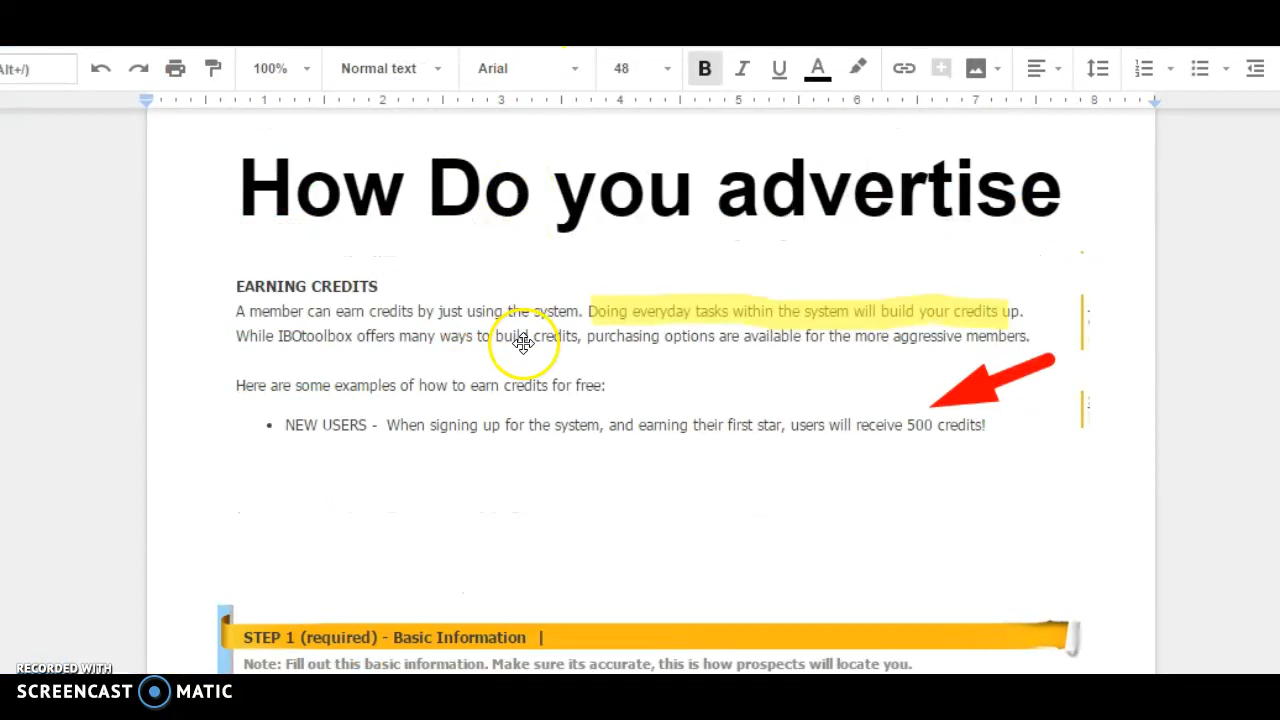 Alt+/)
100%
Normal text
Arial
48
B
I
U
A
1 2 3 4 5 6 7 8
How Do you advertise
EARNING CREDITS
A member can earn credits by just using the system. Doing everyday tasks within the system will build your credits up.
While IBOtoolbox offers many ways to build credits, purchasing options are available for the more aggressive members.
Here are some examples of how to earn credits for free:
• NEW USERS - When signing up for the system, and earning their first star, users will receive 500 credits!
STEP 1 (required) - Basic Information |
Note: Fill out this basic information. Make sure its accurate, this is how prospects will locate you.
RECORDED WITH
SCREENCAST MATIC